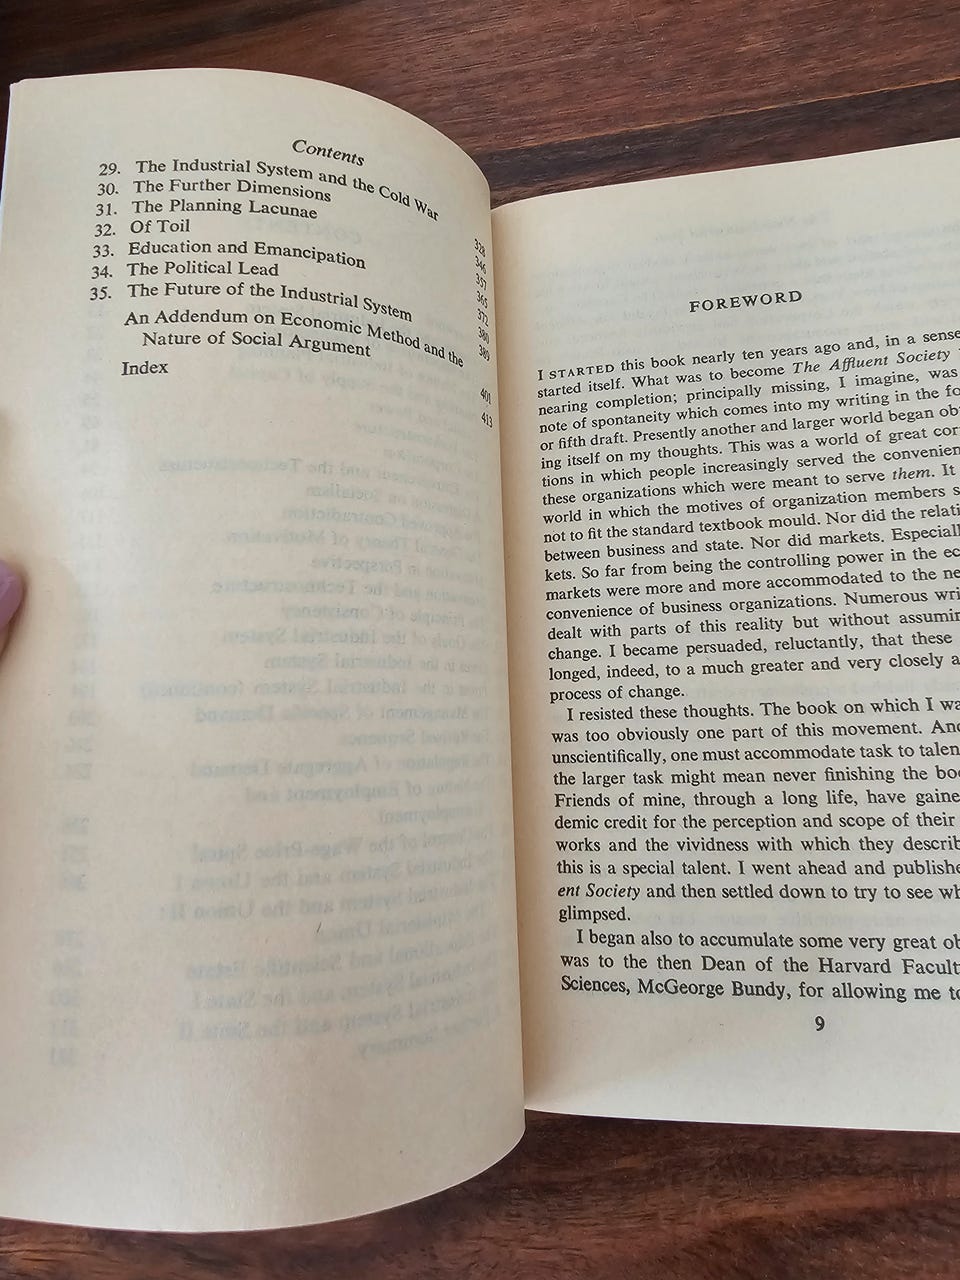 Contents
29. The Industrial System and the Cold War 328
30. The Further Dimensions 346
31. The Planning Lacunae 357
32. Of Toil 365
33. Education and Emancipation 372
34. The Political Lead 380
35. The Future of the Industrial System 389
An Addendum on Economic Method and the
Nature of Social Argument 401
Index 413
FOREWORD
I STARTED this book nearly ten years ago and, in a sense
started itself. What was to become The Affluent Society
nearing completion; principally missing, I imagine, was
note of spontaneity which comes into my writing in the fo
or fifth draft. Presently another and larger world began ob
ing itself on my thoughts. This was a world of great cor
tions in which people increasingly served the convenien
these organizations which were meant to serve them. It
world in which the motives of organization members s
not to fit the standard textbook mould. Nor did the relati
between business and state. Nor did markets. Especiall
kets. So far from being the controlling power in the ec
markets were more and more accommodated to the ne
convenience of business organizations. Numerous wri
dealt with parts of this reality but without assumin
change. I became persuaded, reluctantly, that these
longed, indeed, to a much greater and very closely a
process of change.
I resisted these thoughts. The book on which I wa
was too obviously one part of this movement. And
unscientifically, one must accommodate task to talen
the larger task might mean never finishing the boo
Friends of mine, through a long life, have gaine
demic credit for the perception and scope of their
works and the vividness with which they describ
this is a special talent. I went ahead and publishe
ent Society and then settled down to try to see wh
glimpsed.
I began also to accumulate some very great ob
was to the then Dean of the Harvard Facult
Sciences, McGeorge Bundy, for allowing me to
9